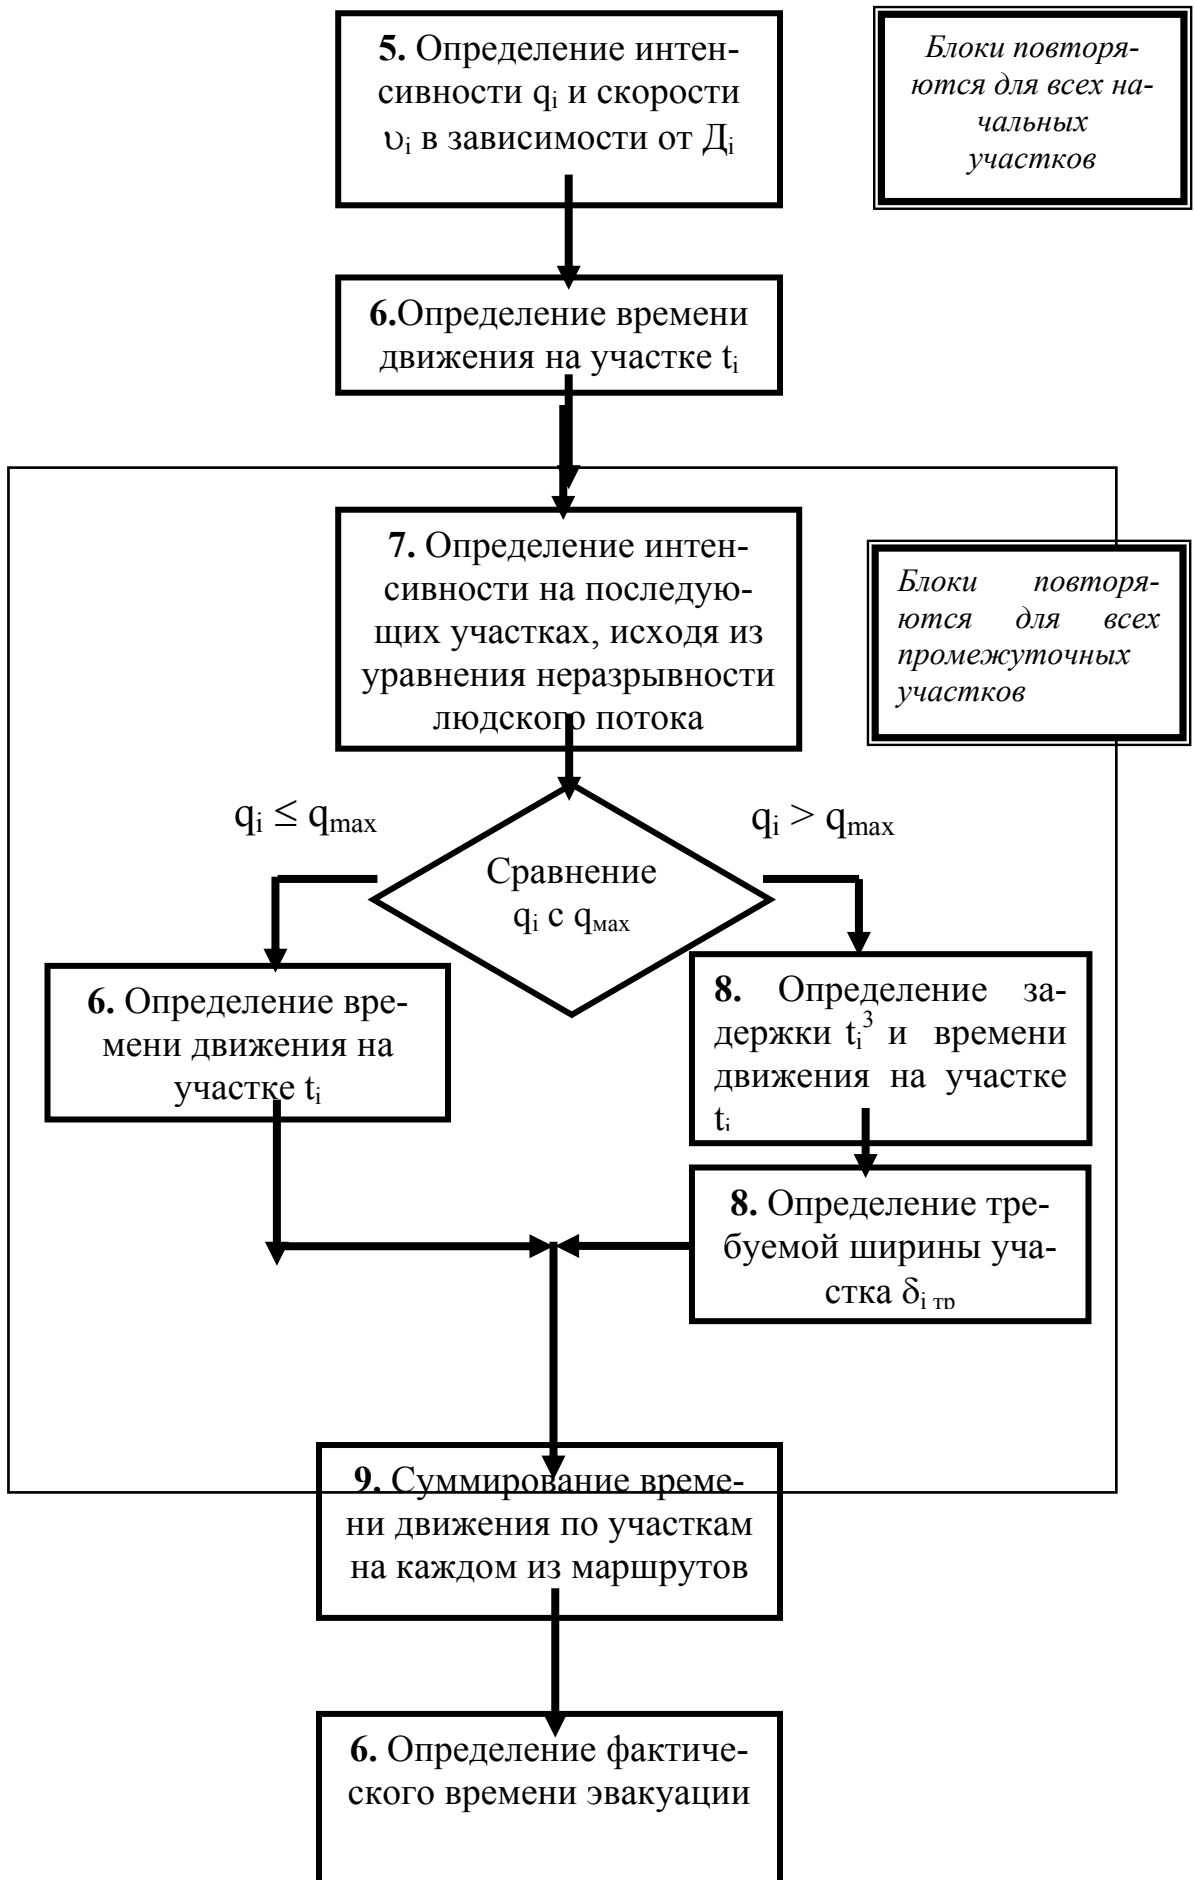 5. Определение интен-
сивности qi и скорости
υi в зависимости от Дi
Блоки повторя-
ются для всех на-
чальных
участков
6.Определение времени
движения на участке ti
7. Определение интен-
сивности на последую-
щих участках, исходя из
уравнения неразрывности
людского потока
Блоки повторя-
ются для всех
промежуточных
участков
qi ≤ qmax
qi > qmax
Сравнение
qi с qмах
6. Определение вре-
мени движения на
участке ti
8. Определение за-
держки ti³ и времени
движения на участке
ti
8. Определение тре-
буемой ширины уча-
стка δi тр
9. Суммирование време-
ни движения по участкам
на каждом из маршрутов
6. Определение фактиче-
ского времени эвакуации